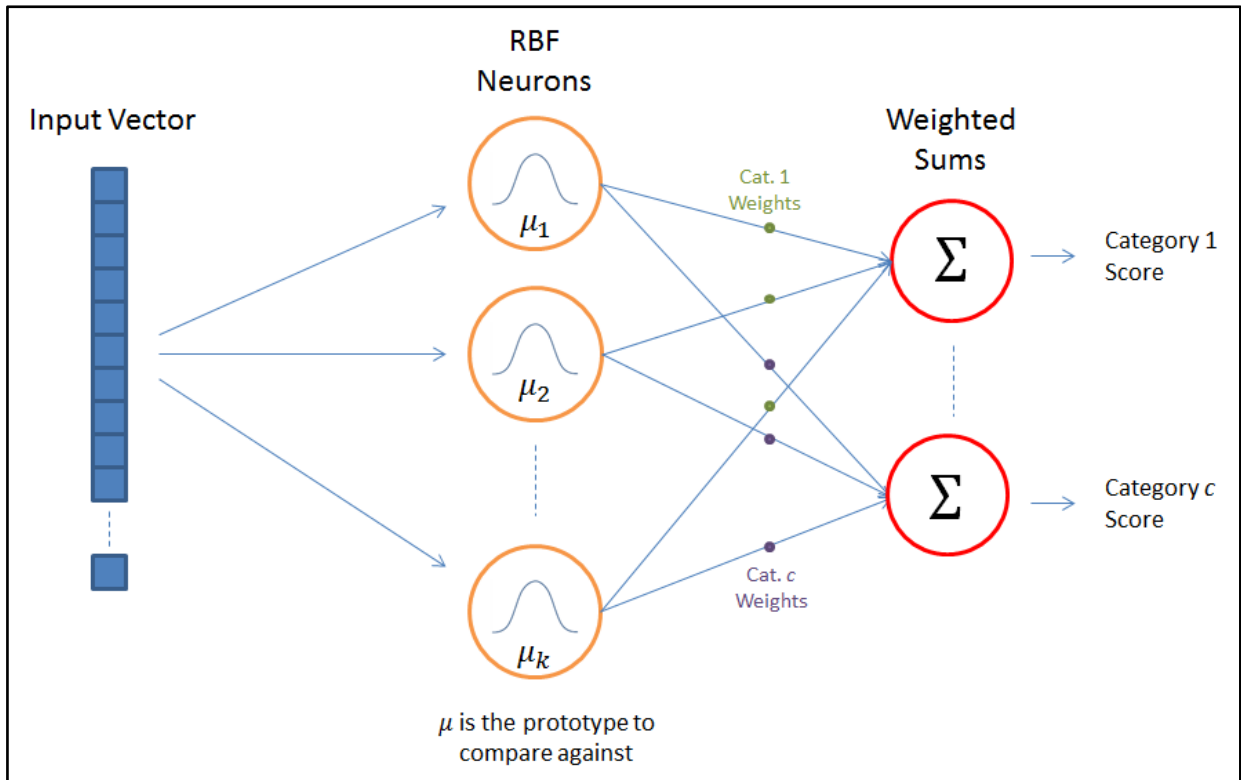 RBF
Neurons
Input Vector
Weighted
Sums
μ₁
Cat. 1
Weights
Σ
Category 1
Score
μ₂
Σ
Category c
Score
Cat. c
Weights
μₖ
μ is the prototype to
compare against